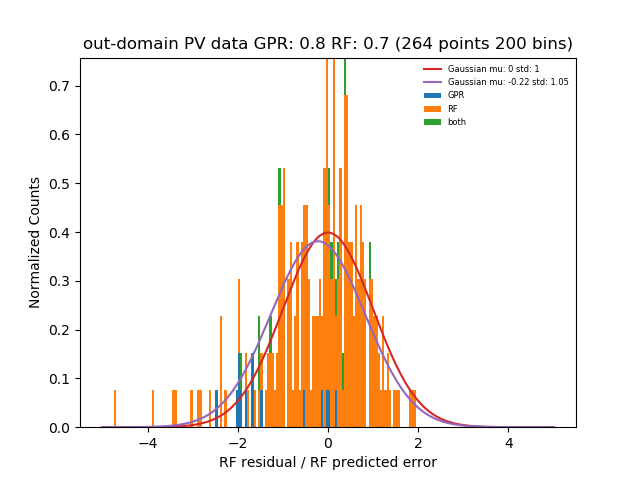 out-domain PV data GPR: 0.8 RF: 0.7 (264 points 200 bins)
Gaussian mu: 0 std: 1
Gaussian mu: -0.22 std: 1.05
GPR
RF
both
Normalized Counts
0.7
0.6
0.5
0.4
0.3
0.2
0.1
0.0
−4 −2 0 2 4
RF residual / RF predicted error